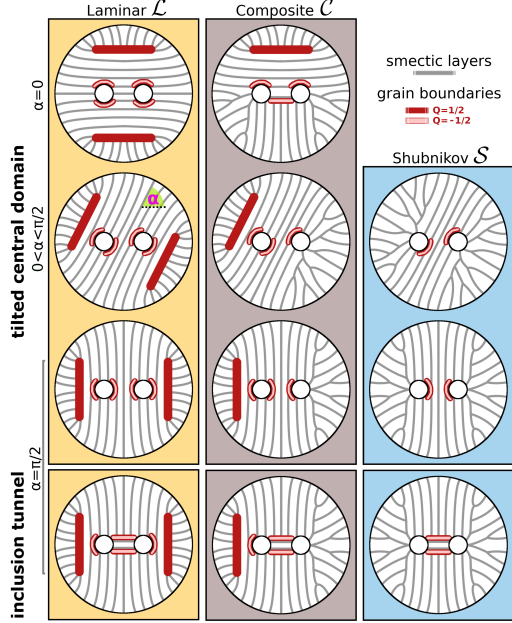 Laminar ℒ
Composite 𝒞
smectic layers
grain boundaries
Q=1/2
Q=-1/2
Shubnikov 𝒮
α=0
α
tilted central domain
0<α<π/2
α=π/2
inclusion tunnel